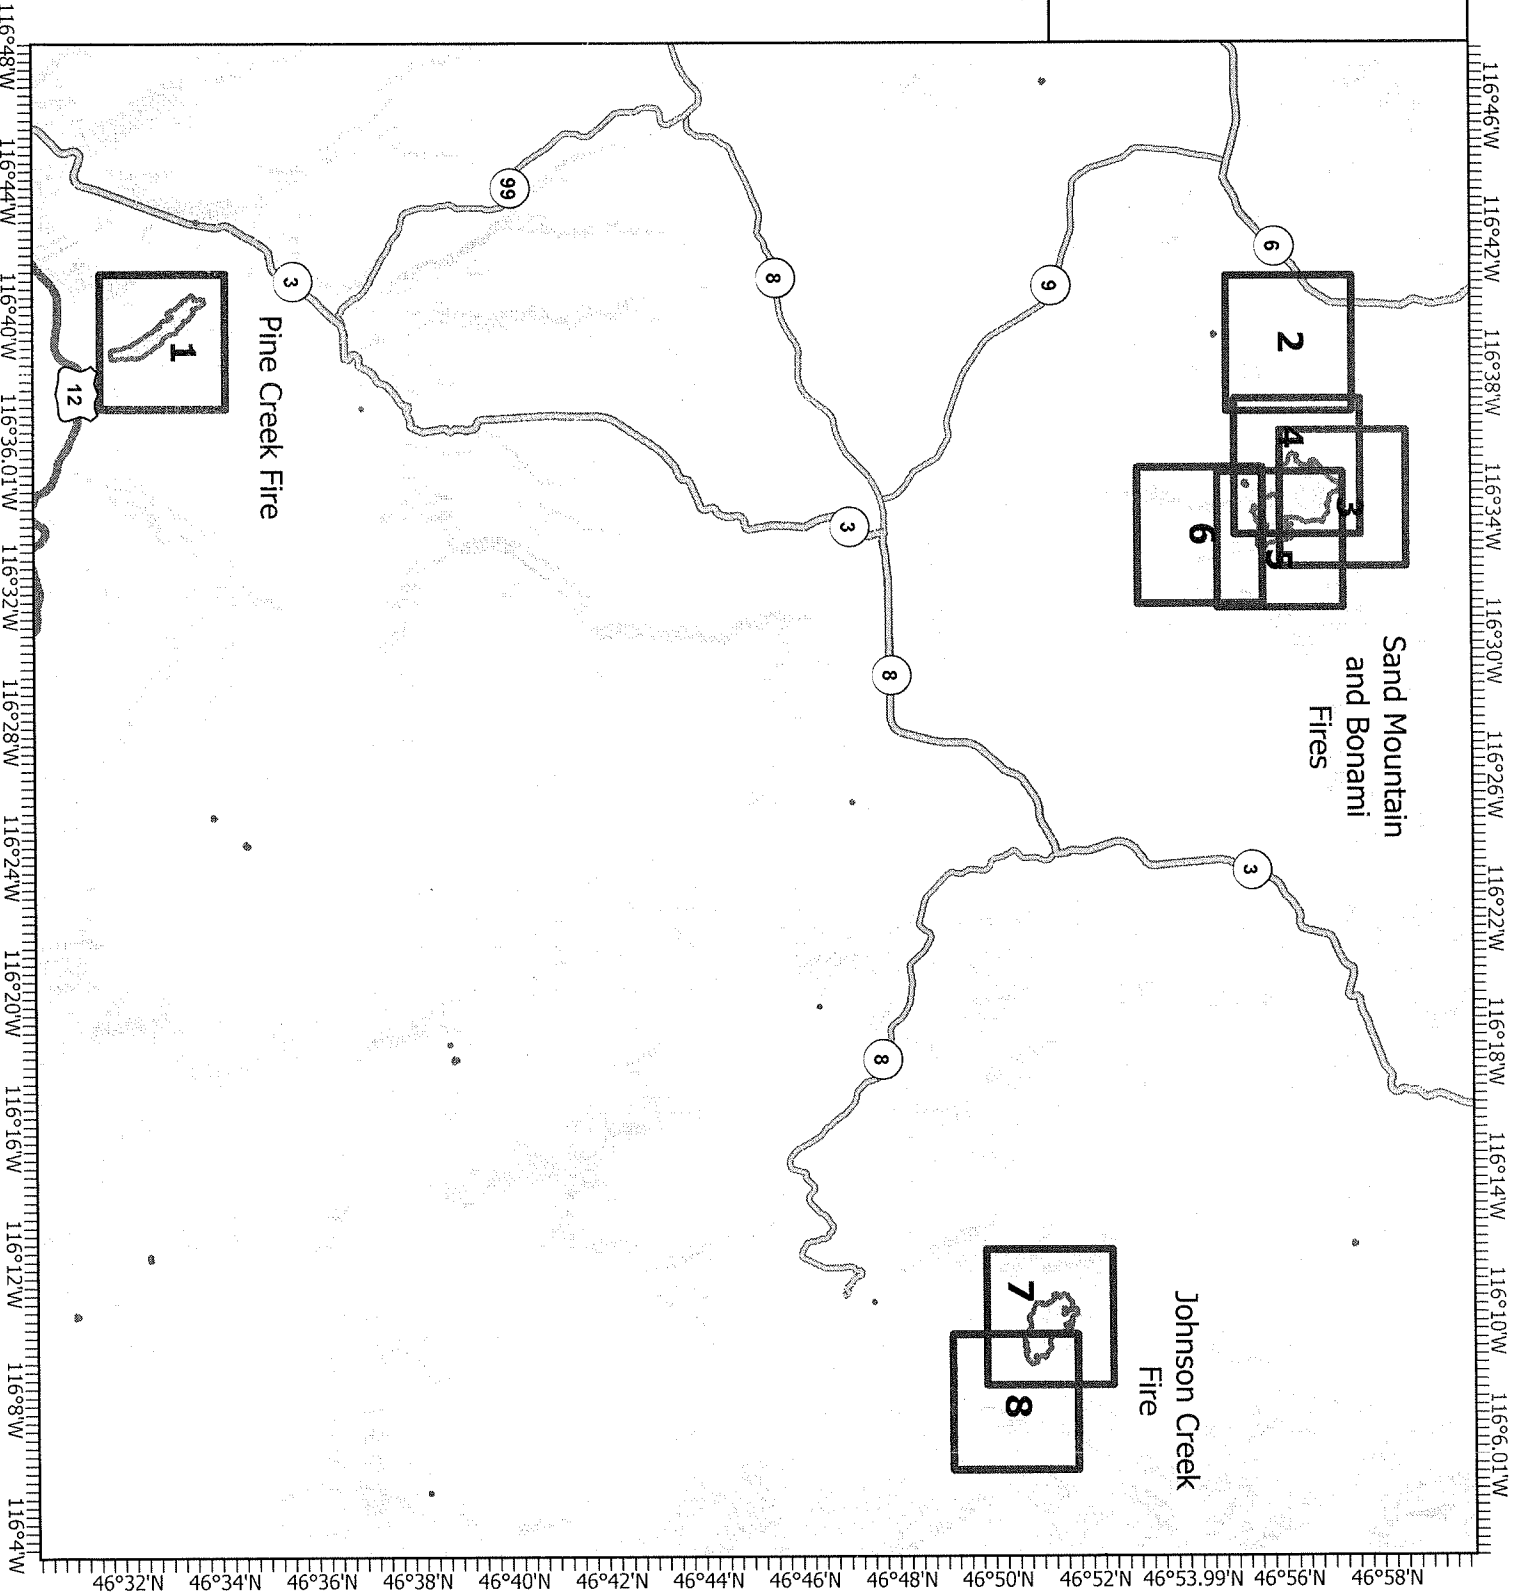 116°48'W
116°44'W
116°40'W
116°36.01'W
116°32'W
116°28'W
116°24'W
116°20'W
116°16'W
116°12'W
116°8'W
116°4'W
116°46'W
116°42'W
116°38'W
116°34'W
116°30'W
116°26'W
116°22'W
116°18'W
116°14'W
116°10'W
116°6.01'W
46°32'N
46°34'N
46°36'N
46°38'N
46°40'N
46°42'N
46°44'N
46°46'N
46°48'N
46°50'N
46°52'N
46°53.99'N
46°56'N
46°58'N
Sand Mountain
and Bonami
Fires
Johnson Creek
Fire
Pine Creek Fire
1
2
3
4
5
6
7
8
6
9
8
99
3
12
3
8
3
8